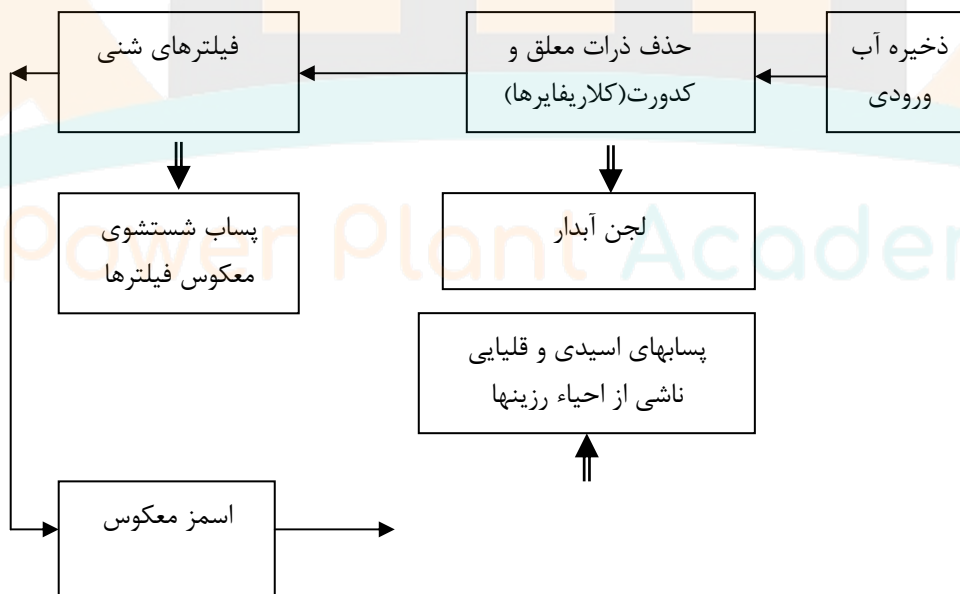 ذخیره آب
ورودی
حذف ذرات معلق و
کدورت(کلاریفایرها)
فیلترهای شنی
لجن آبدار
پساب شستشوی
معکوس فیلترها
پسابهای اسیدی و قلیایی
ناشی از احیاء رزینها
اسمز معکوس
Power Plant Academ